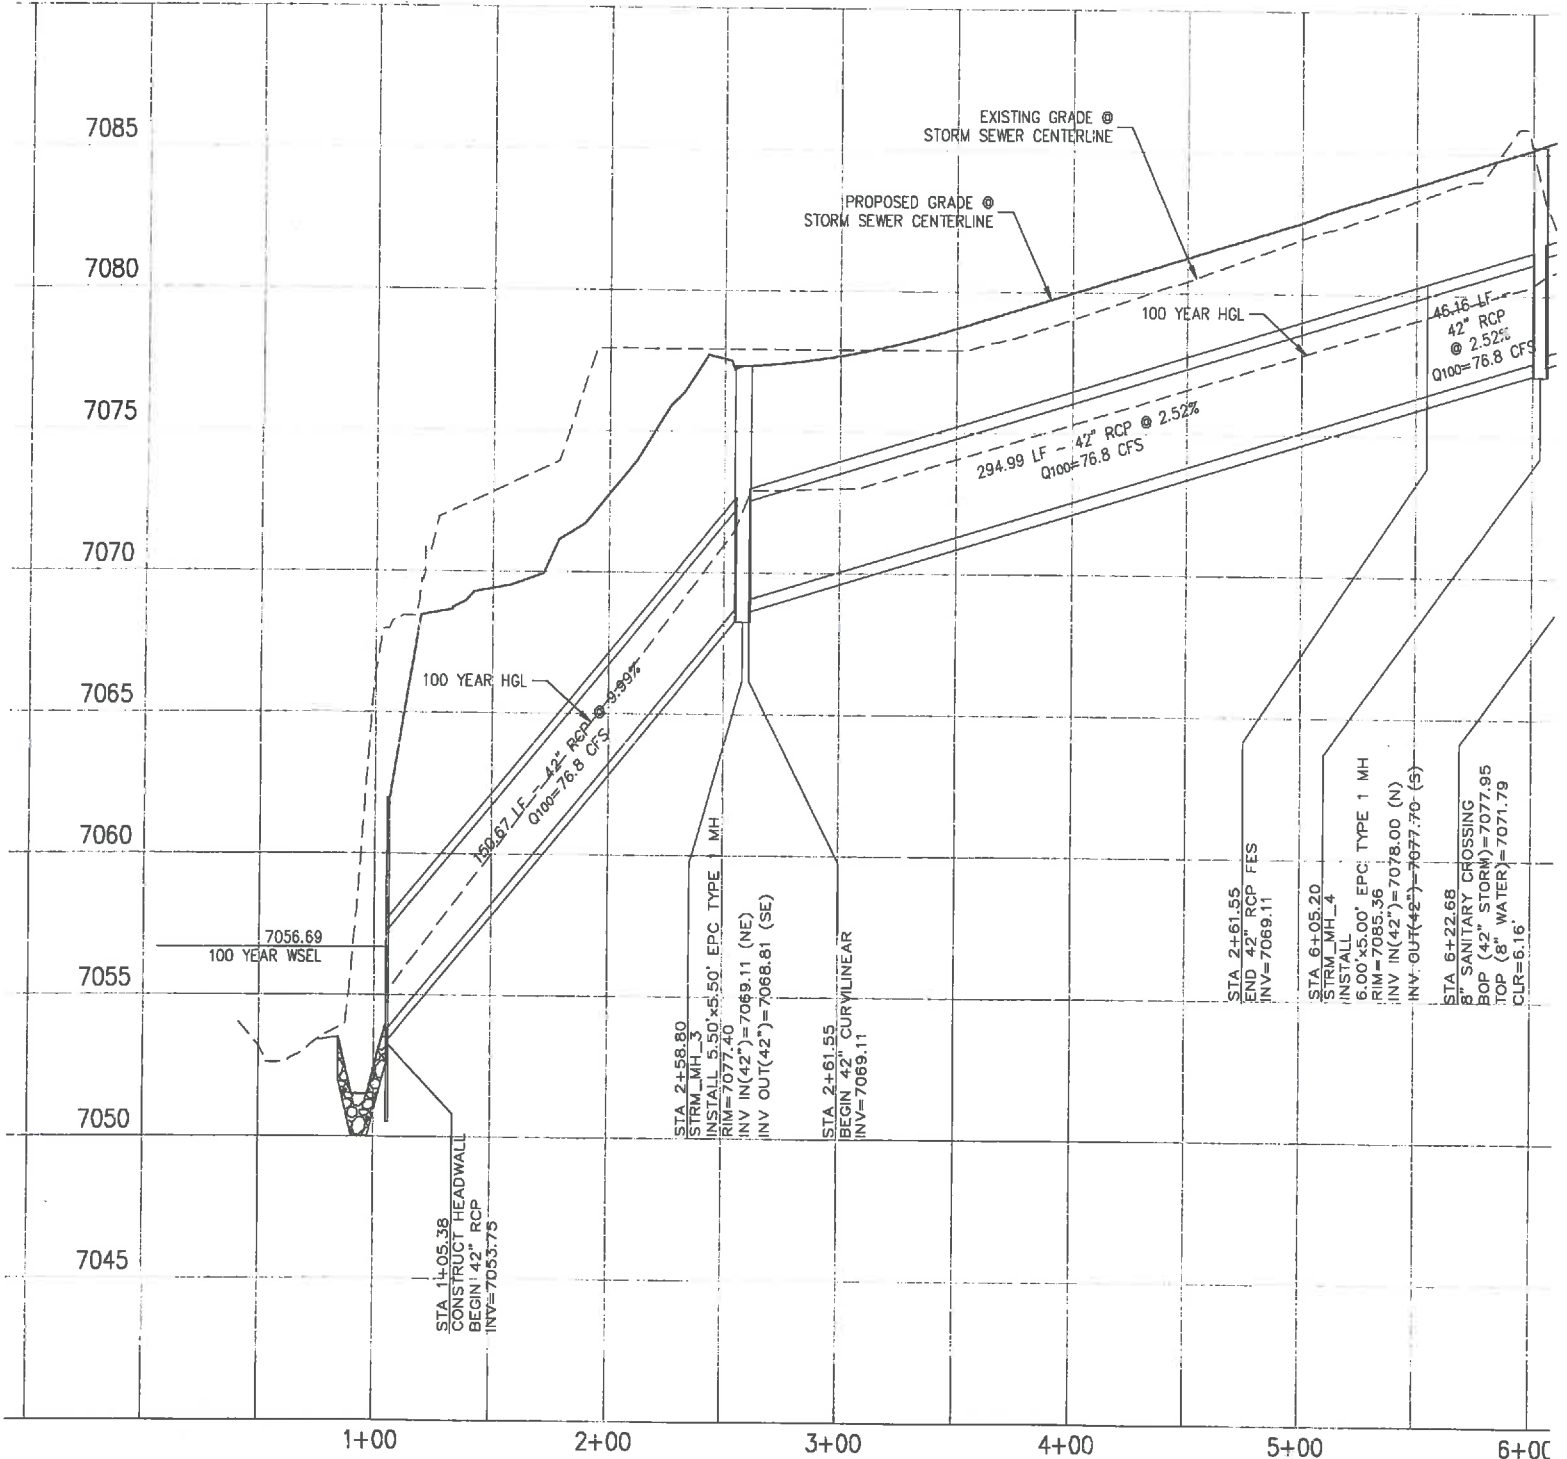 7085
7080
7075
7070
7065
7060
7055
7050
7045
EXISTING GRADE @
STORM SEWER CENTERLINE
PROPOSED GRADE @
STORM SEWER CENTERLINE
100 YEAR HGL
46.16 LF -
42" RCP
@ 2.52%
Q100=76.8 CFS
294.99 LF - 42" RCP @ 2.52%
Q100=76.8 CFS
100 YEAR HGL
150.67 LF - 42" RCP @ 9.99%
Q100=76.8 CFS
7056.69
100 YEAR WSEL
STA 1+05.38
CONSTRUCT HEADWALL
BEGIN 42" RCP
INV=7053.75
STA 2+58.80
STRM_MH_3
INSTALL 5.50'x5.50' EPC TYPE 1 MH
RIM=7077.40
INV IN(42")=7069.11 (NE)
INV OUT(42")=7068.81 (SE)
STA 2+61.55
BEGIN 42" CURVILINEAR
INV=7069.11
STA 2+61.55
END 42" RCP FES
INV=7069.11
STA 6+05.20
STRM_MH_4
INSTALL
6.00'x5.00' EPC TYPE 1 MH
RIM=7085.36
INV IN(42")=7078.00 (N)
INV OUT(42")=7077.70 (S)
STA 6+22.68
8" SANITARY CROSSING
BOP (42" STORM)=7077.95
TOP (8" WATER)=7071.79
CLR=6.16'
1+00
2+00
3+00
4+00
5+00
6+00